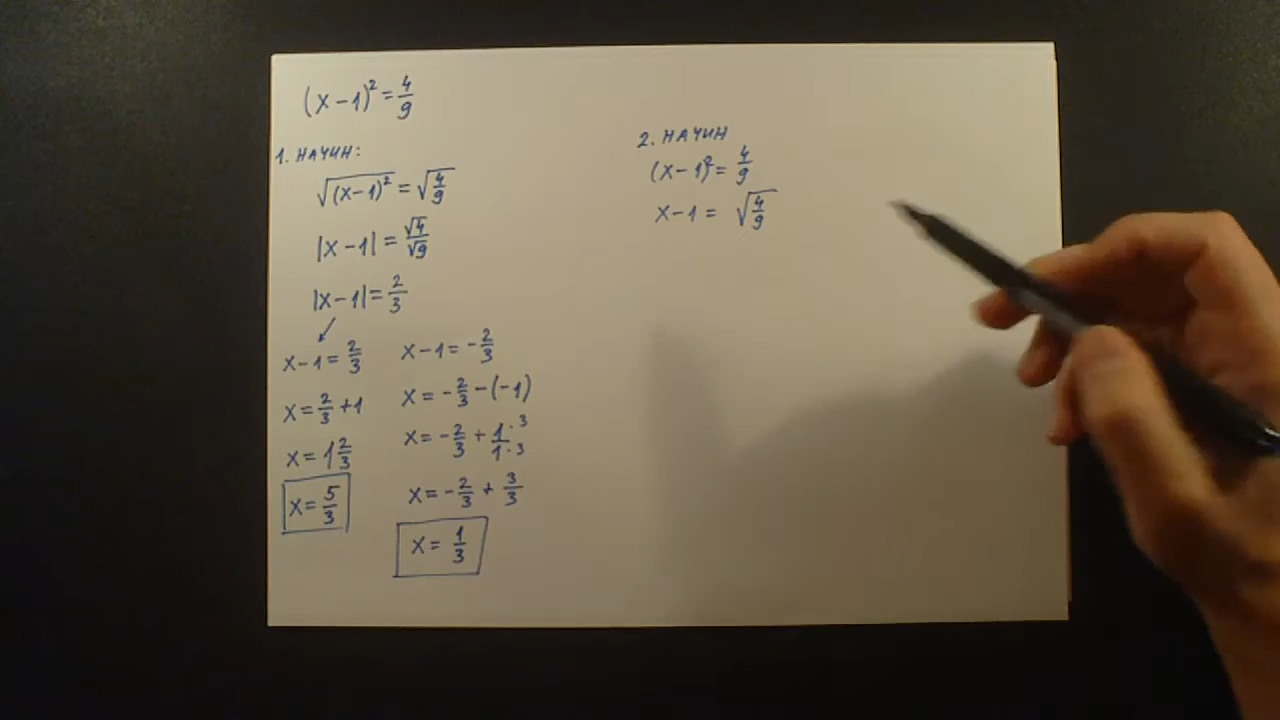 (x-1)² = 4/9
1. НАЧИН:
√(x-1)² = √4/9
|x-1| = √4/√9
|x-1| = 2/3
x-1 = 2/3
x = 2/3 + 1
x = 1 2/3
x = 5/3
x-1 = -2/3
x = -2/3 - (-1)
x = -2/3 + 1·3/1·3
x = -2/3 + 3/3
x = 1/3
2. НАЧИН
(x-1)² = 4/9
x-1 = √4/9